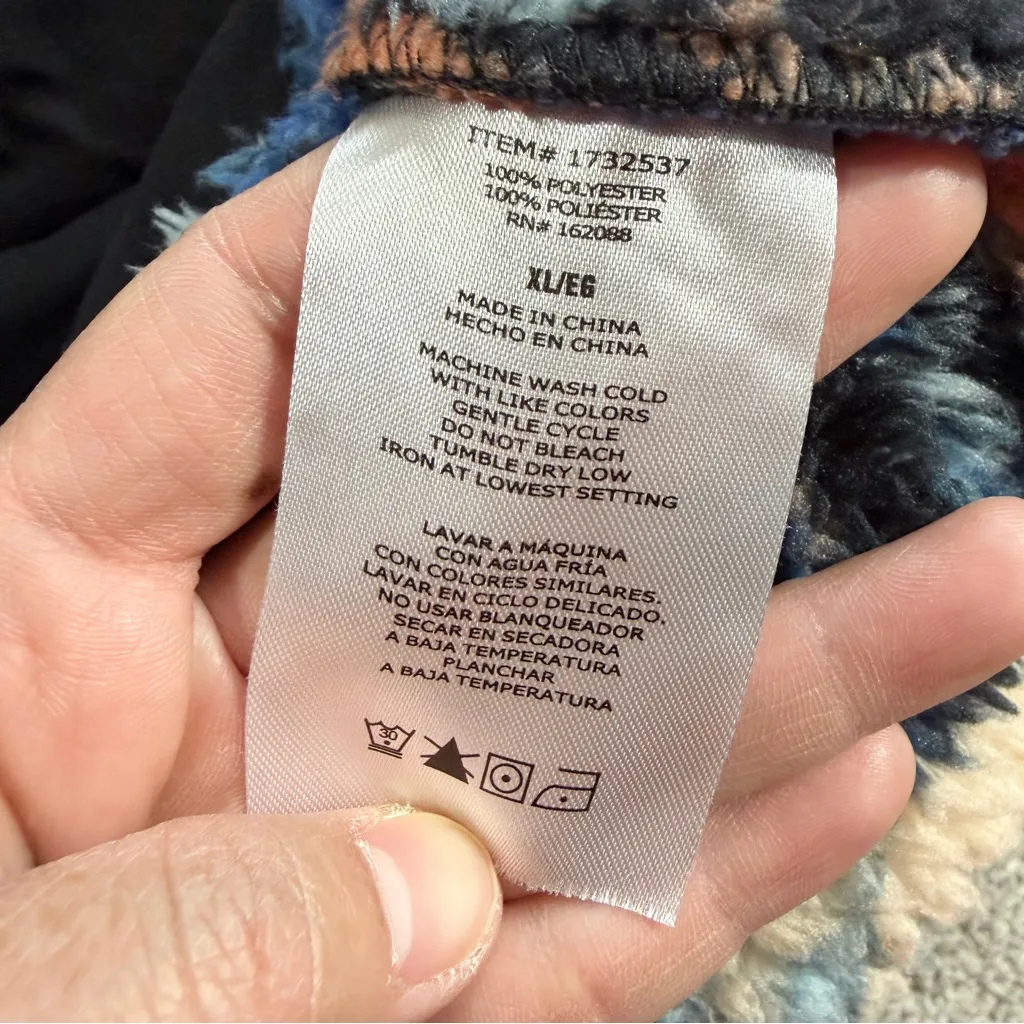 ITEM# 1732537
100% POLYESTER
100% POLIÉSTER
RN# 162088
XL/EG
MADE IN CHINA
HECHO EN CHINA
MACHINE WASH COLD
WITH LIKE COLORS
GENTLE CYCLE
DO NOT BLEACH
TUMBLE DRY LOW
IRON AT LOWEST SETTING
LAVAR A MÁQUINA
CON AGUA FRÍA
CON COLORES SIMILARES.
LAVAR EN CICLO DELICADO.
NO USAR BLANQUEADOR
SECAR EN SECADORA
A BAJA TEMPERATURA
PLANCHAR
A BAJA TEMPERATURA
30